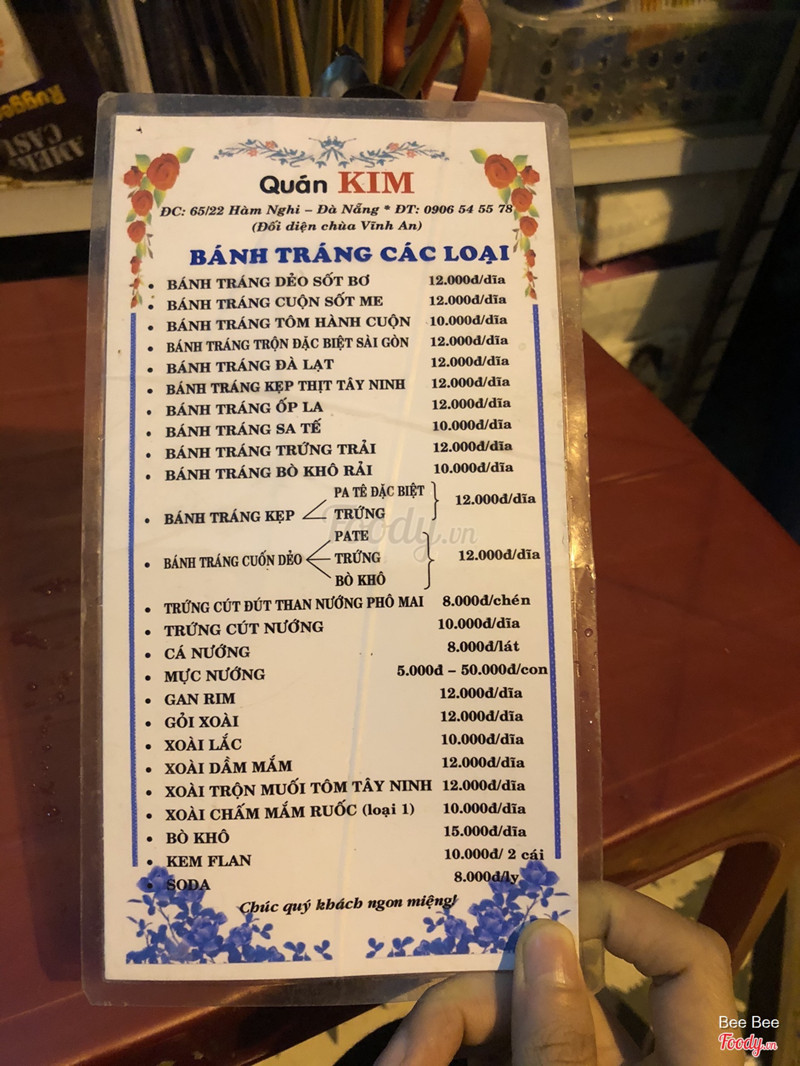 Rugge
AMER
CASU
Quán KIM
ĐC: 65/22 Hàm Nghi – Đà Nẵng * ĐT: 0906 54 55 78
(Đối diện chùa Vĩnh An)
BÁNH TRÁNG CÁC LOẠI
• BÁNH TRÁNG DẺO SỐT BƠ 12.000đ/dĩa
• BÁNH TRÁNG CUỘN SỐT ME 12.000đ/dĩa
• BÁNH TRÁNG TÔM HÀNH CUỘN 10.000đ/dĩa
• BÁNH TRÁNG TRỘN ĐẶC BIỆT SÀI GÒN 12.000đ/dĩa
• BÁNH TRÁNG ĐÀ LẠT 12.000đ/dĩa
• BÁNH TRÁNG KẸP THỊT TÂY NINH 12.000đ/dĩa
• BÁNH TRÁNG ỐP LA 12.000đ/dĩa
• BÁNH TRÁNG SA TẾ 10.000đ/dĩa
• BÁNH TRÁNG TRỨNG TRẢI 12.000đ/dĩa
• BÁNH TRÁNG BÒ KHÔ RẢI 10.000đ/dĩa
PA TÊ ĐẶC BIỆT
• BÁNH TRÁNG KẸP TRỨNG 12.000đ/dĩa
PATE
• BÁNH TRÁNG CUỐN DẺO TRỨNG 12.000đ/dĩa
BÒ KHÔ
• TRỨNG CÚT ĐÚT THAN NƯỚNG PHÔ MAI 8.000đ/chén
• TRỨNG CÚT NƯỚNG 10.000đ/dĩa
• CÁ NƯỚNG 8.000đ/lát
• MỰC NƯỚNG 5.000đ – 50.000đ/con
• GAN RIM 12.000đ/dĩa
• GỎI XOÀI 12.000đ/dĩa
• XOÀI LẮC 10.000đ/dĩa
• XOÀI DẦM MẮM 12.000đ/dĩa
• XOÀI TRỘN MUỐI TÔM TÂY NINH 12.000đ/dĩa
• XOÀI CHẤM MẮM RUỐC (loại 1) 10.000đ/dĩa
• BÒ KHÔ 15.000đ/dĩa
• KEM FLAN 10.000đ/ 2 cái
• SODA 8.000đ/ly
Chúc quý khách ngon miệng!
Foody.vn
Bee Bee
Foody.vn